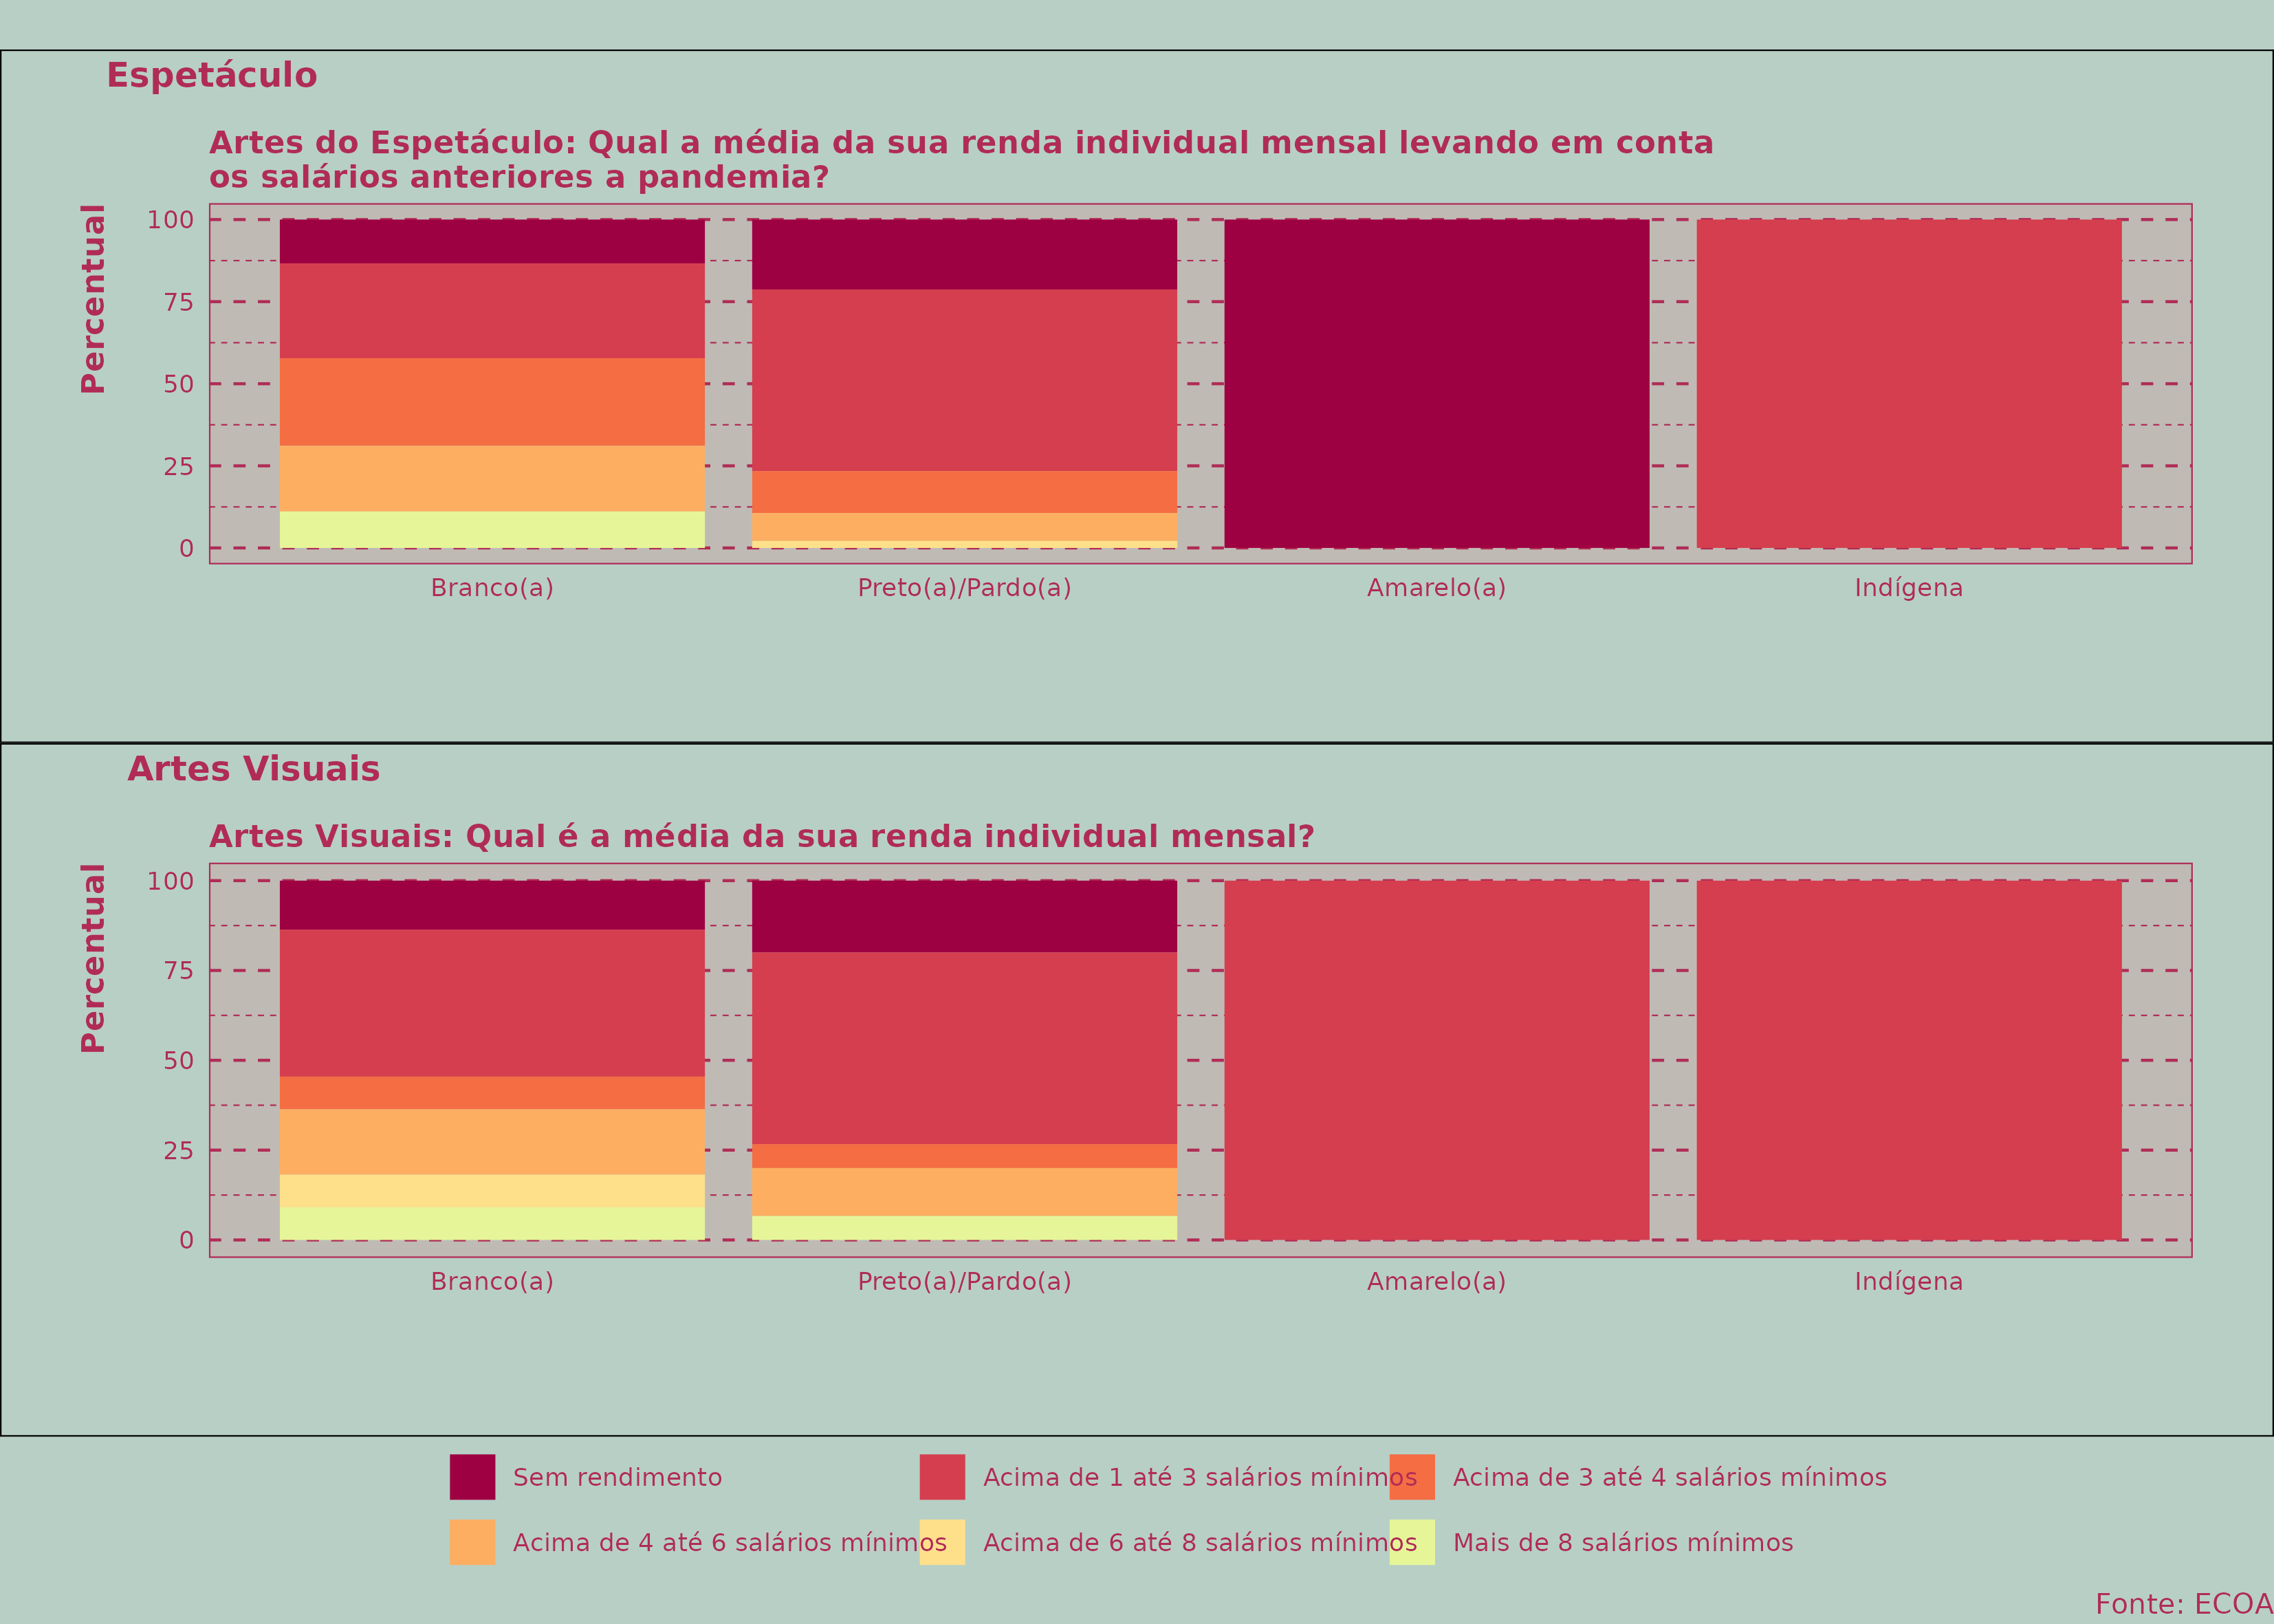 Espetáculo
Artes do Espetáculo: Qual a média da sua renda individual mensal levando em conta
os salários anteriores a pandemia?
Percentual
100
75
50
25
0
Branco(a)
Preto(a)/Pardo(a)
Amarelo(a)
Indígena
Artes Visuais
Artes Visuais: Qual é a média da sua renda individual mensal?
Percentual
100
75
50
25
0
Branco(a)
Preto(a)/Pardo(a)
Amarelo(a)
Indígena
Sem rendimento
Acima de 1 até 3 salários mínimos
Acima de 3 até 4 salários mínimos
Acima de 4 até 6 salários mínimos
Acima de 6 até 8 salários mínimos
Mais de 8 salários mínimos
Fonte: ECOA